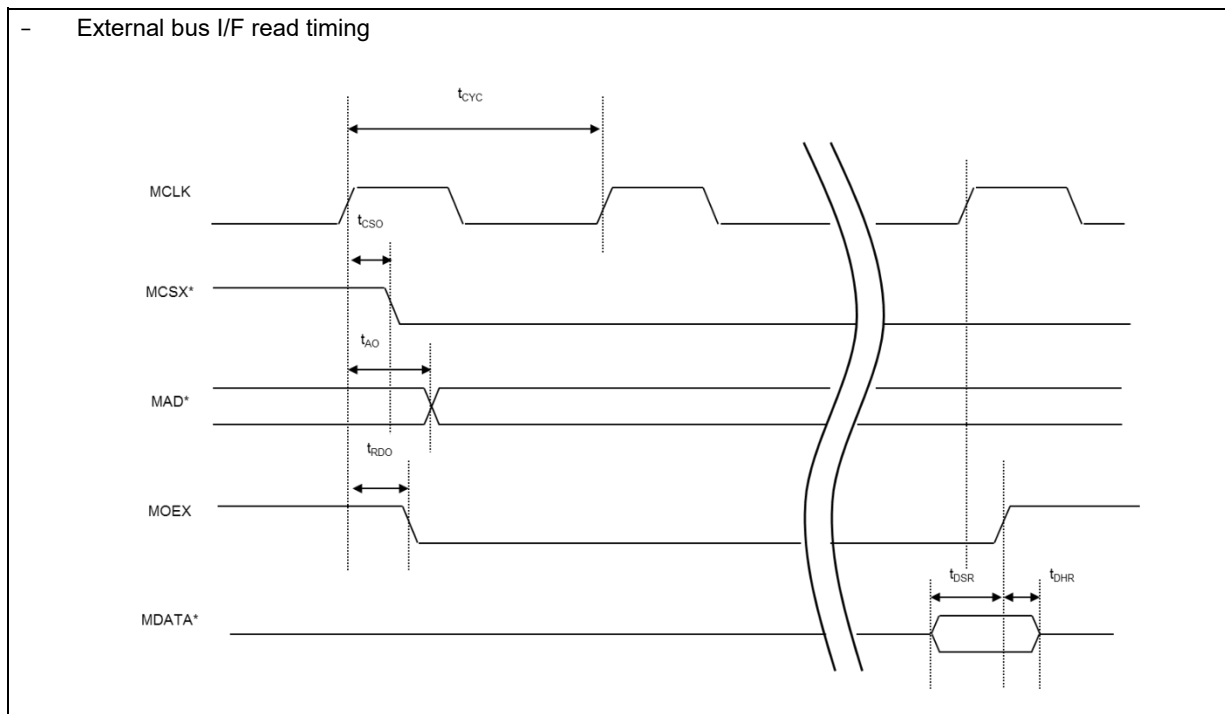 – External bus I/F read timing
tCYC
MCLK
tCSO
MCSX*
tAO
MAD*
tRDO
MOEX
tDSR tDHR
MDATA*